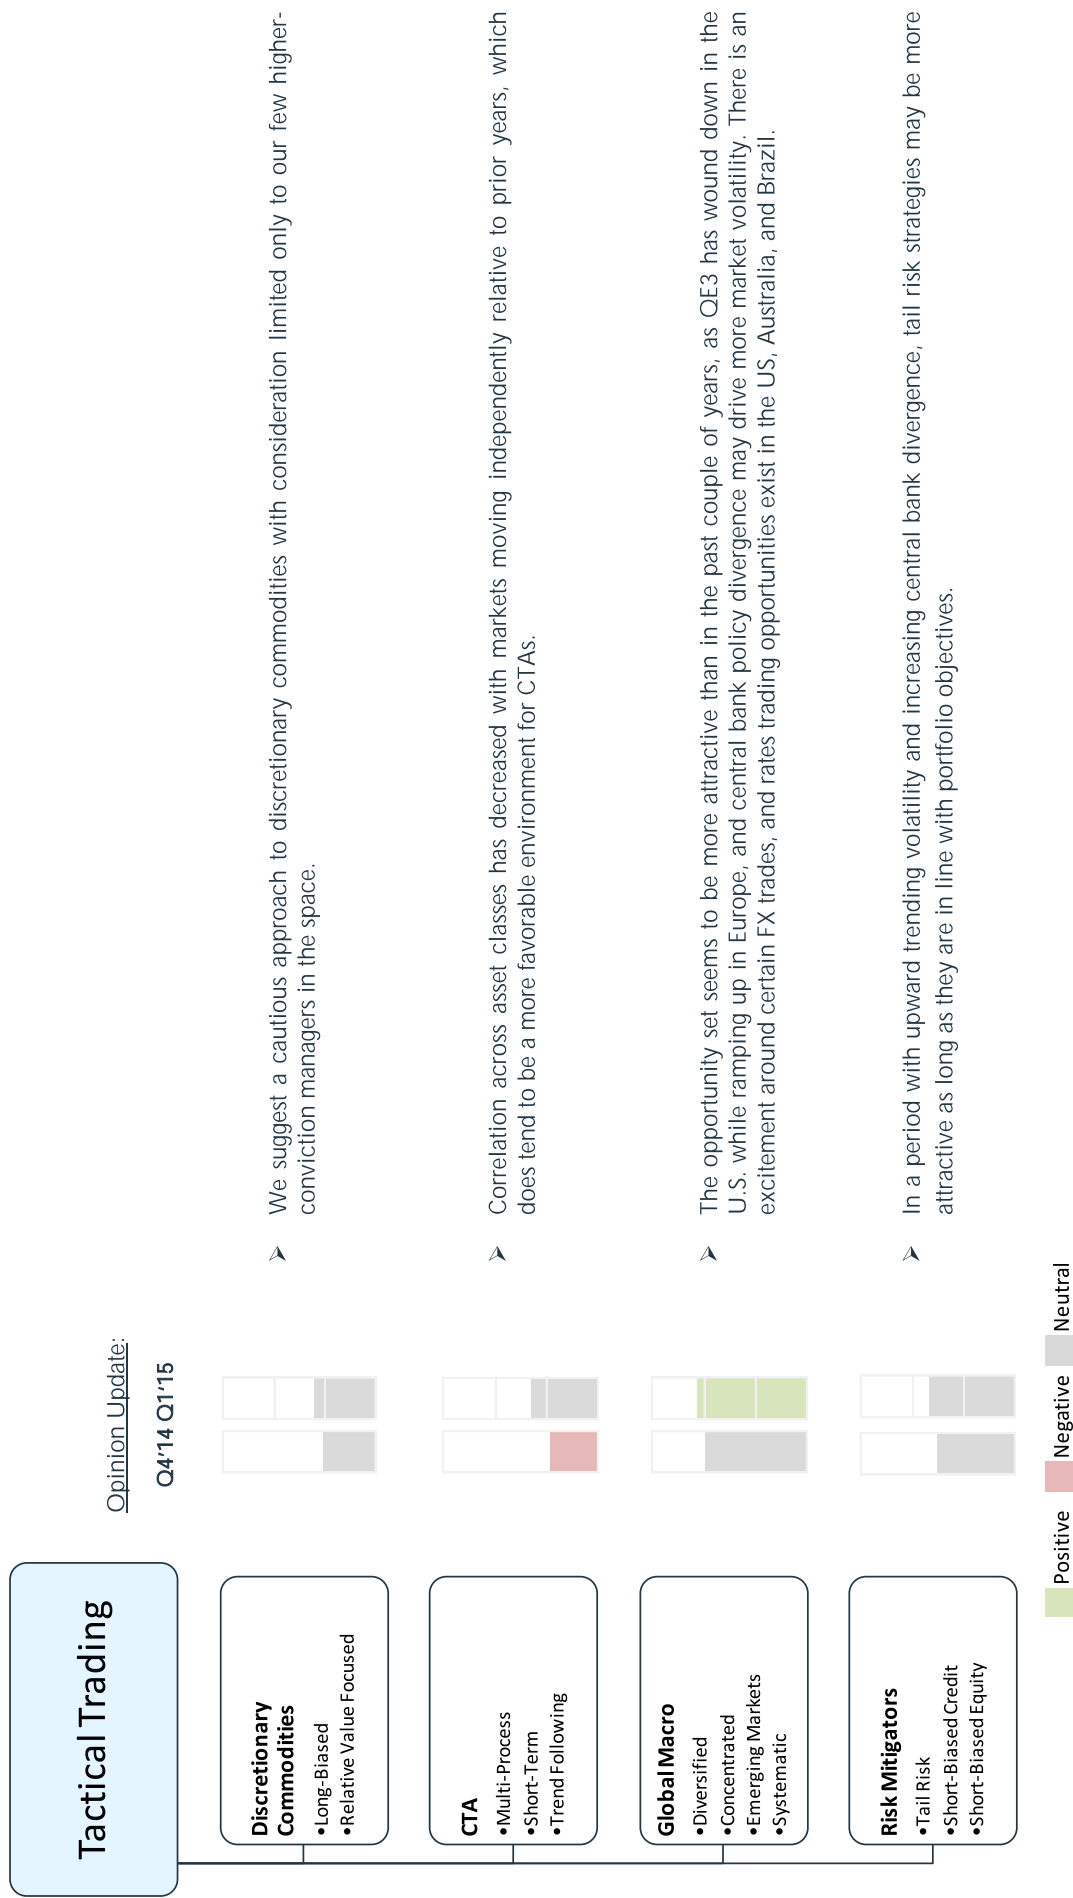 Tactical Trading
Opinion Update:
Q4'14 Q1'15
Discretionary
Commodities
•Long-Biased
•Relative Value Focused
➢ We suggest a cautious approach to discretionary commodities with consideration limited only to our few higher-
conviction managers in the space.
CTA
•Multi-Process
•Short-Term
•Trend Following
➢ Correlation across asset classes has decreased with markets moving independently relative to prior years, which
does tend to be a more favorable environment for CTAs.
Global Macro
•Diversified
•Concentrated
•Emerging Markets
•Systematic
➢ The opportunity set seems to be more attractive than in the past couple of years, as QE3 has wound down in the
U.S. while ramping up in Europe, and central bank policy divergence may drive more market volatility. There is an
excitement around certain FX trades, and rates trading opportunities exist in the US, Australia, and Brazil.
Risk Mitigators
•Tail Risk
•Short-Biased Credit
•Short-Biased Equity
➢ In a period with upward trending volatility and increasing central bank divergence, tail risk strategies may be more
attractive as long as they are in line with portfolio objectives.
Positive Negative Neutral